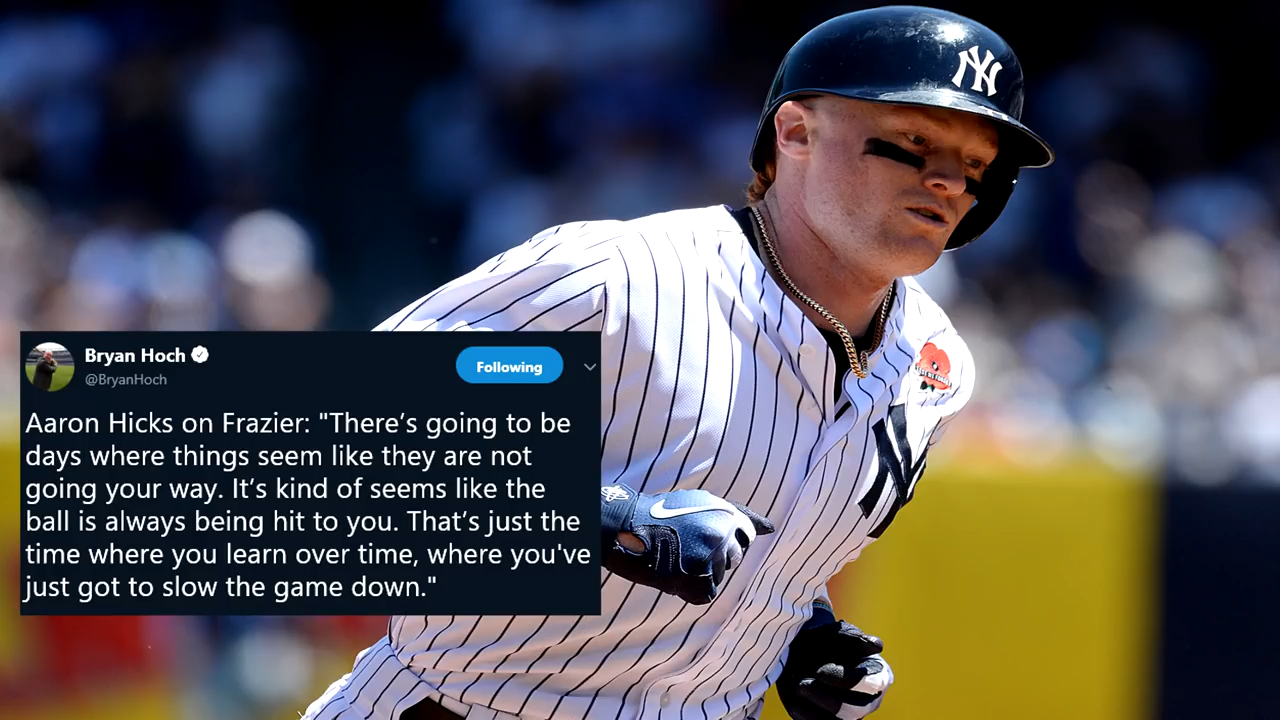 NY
Bryan Hoch
@BryanHoch
Following
Aaron Hicks on Frazier: "There’s going to be
days where things seem like they are not
going your way. It’s kind of seems like the
ball is always being hit to you. That’s just the
time where you learn over time, where you've
just got to slow the game down."
NY